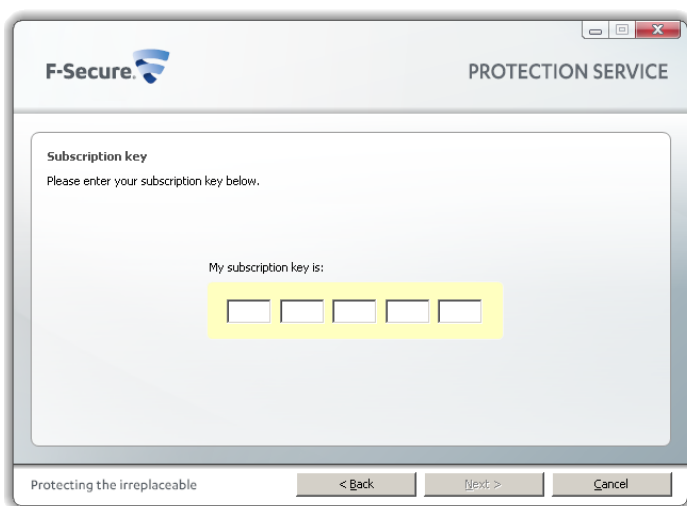 F-Secure.
PROTECTION SERVICE
Subscription key
Please enter your subscription key below.
My subscription key is:
Protecting the irreplaceable
< Back
Next >
Cancel